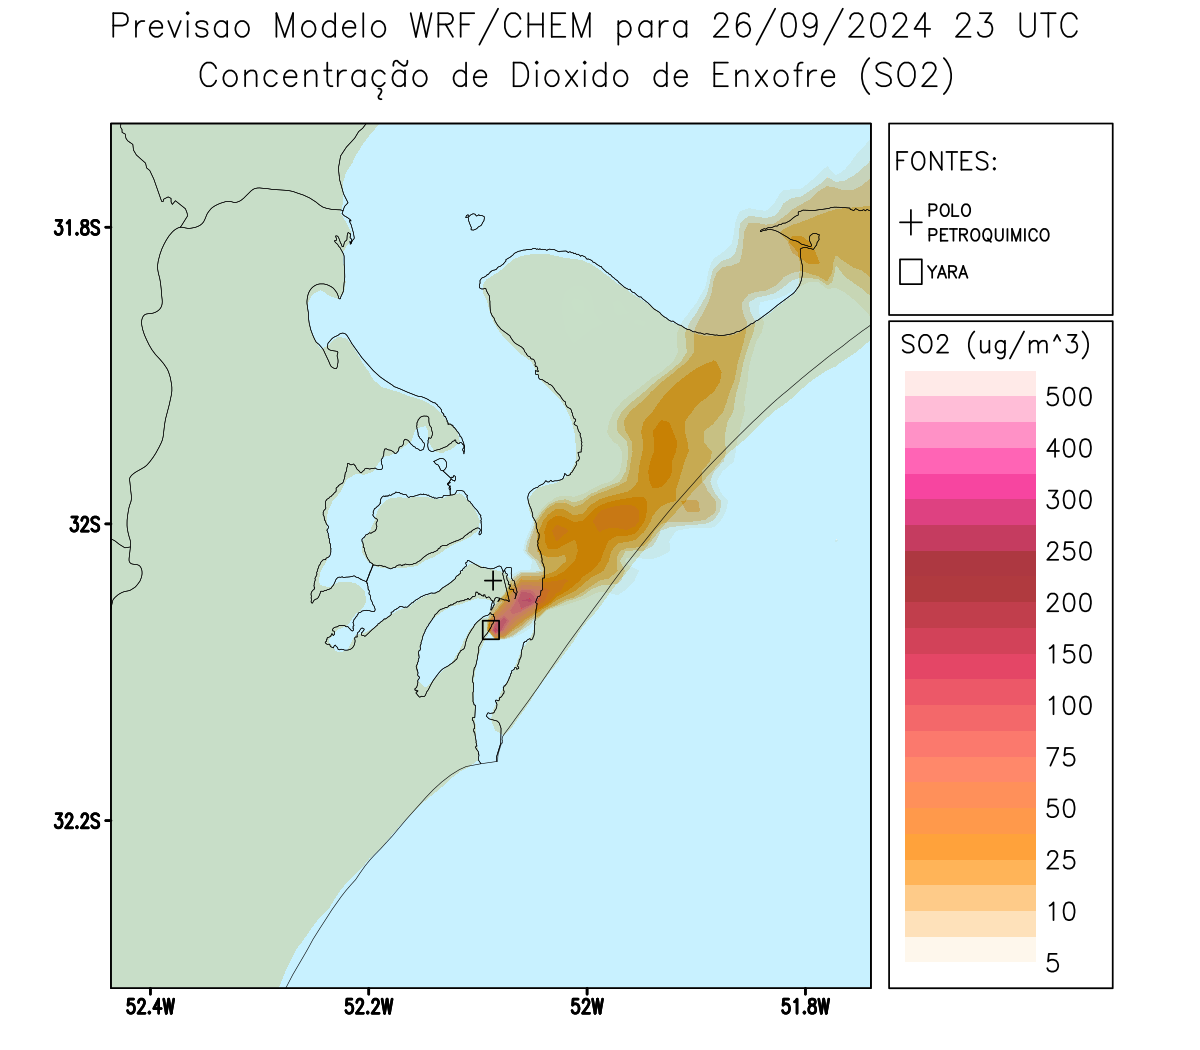 Previsao Modelo WRF/CHEM para 26/09/2024 23 UTC
Concentração de Dioxido de Enxofre (SO2)
FONTES:
POLO
PETROQUIMICO
YARA
SO2 (ug/m^3)
500
400
300
250
200
150
100
75
50
25
10
5
31.8S
32S
32.2S
52.4W
52.2W
52W
51.8W